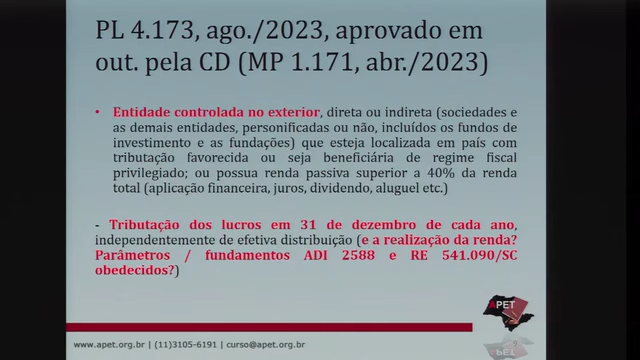 PL 4.173, ago./2023, aprovado em
out. pela CD (MP 1.171, abr./2023)
• Entidade controlada no exterior, direta ou indireta (sociedades e
as demais entidades, personificadas ou não, incluídos os fundos de
investimento e as fundações) que esteja localizada em país com
tributação favorecida ou seja beneficiária de regime fiscal
privilegiado; ou possua renda passiva superior a 40% da renda
total (aplicação financeira, juros, dividendo, aluguel etc.)
- Tributação dos lucros em 31 de dezembro de cada ano,
independentemente de efetiva distribuição (e a realização da renda?
Parâmetros / fundamentos ADI 2588 e RE 541.090/SC
obedecidos?)
APET
www.apet.org.br | (11)3105-6191 | curso@apet.org.br